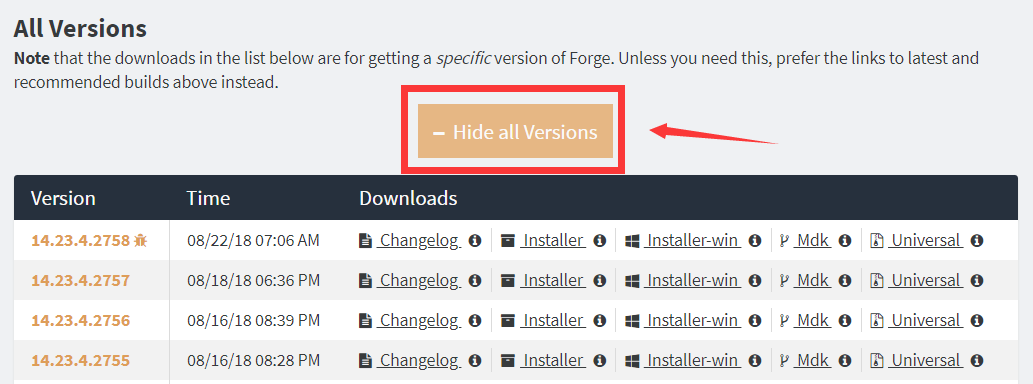 All Versions
Note that the downloads in the list below are for getting a specific version of Forge. Unless you need this, prefer the links to latest and
recommended builds above instead.
– Hide all Versions
Version Time Downloads
14.23.4.2758 08/22/18 07:06 AM Changelog Installer Installer-win Mdk Universal
14.23.4.2757 08/18/18 06:36 PM Changelog Installer Installer-win Mdk Universal
14.23.4.2756 08/16/18 08:39 PM Changelog Installer Installer-win Mdk Universal
14.23.4.2755 08/16/18 08:28 PM Changelog Installer Installer-win Mdk Universal